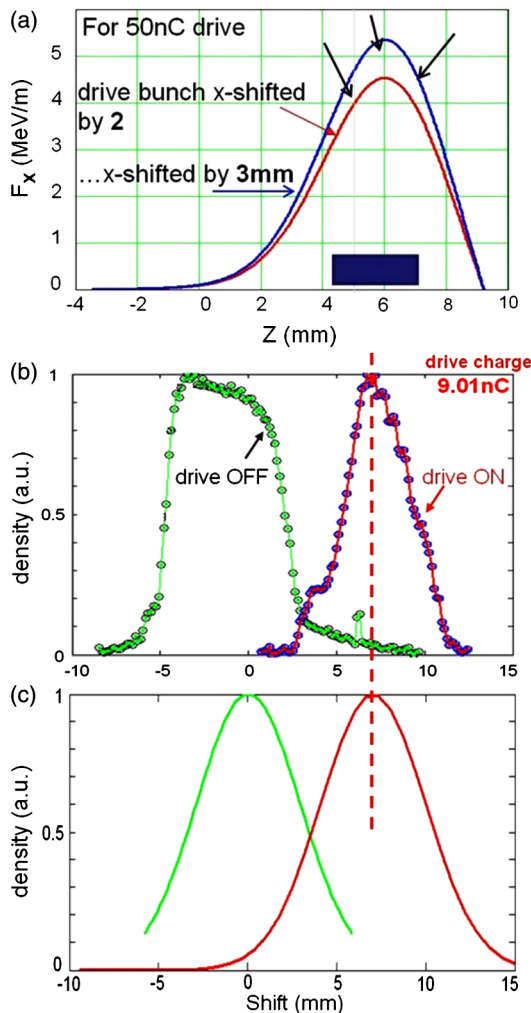 (a)
For 50nC drive
drive bunch x-shifted
by 2
...x-shifted by 3mm
Fx (MeV/m)
5
4
3
2
1
0
-4 -2 0 2 4 6 8 10
Z (mm)
(b)
drive charge
9.01nC
drive OFF
drive ON
density (a.u.)
1
0.5
0
-10 -5 0 5 10 15
(c)
density (a.u.)
1
0.5
0
-10 -5 0 5 10 15
Shift (mm)